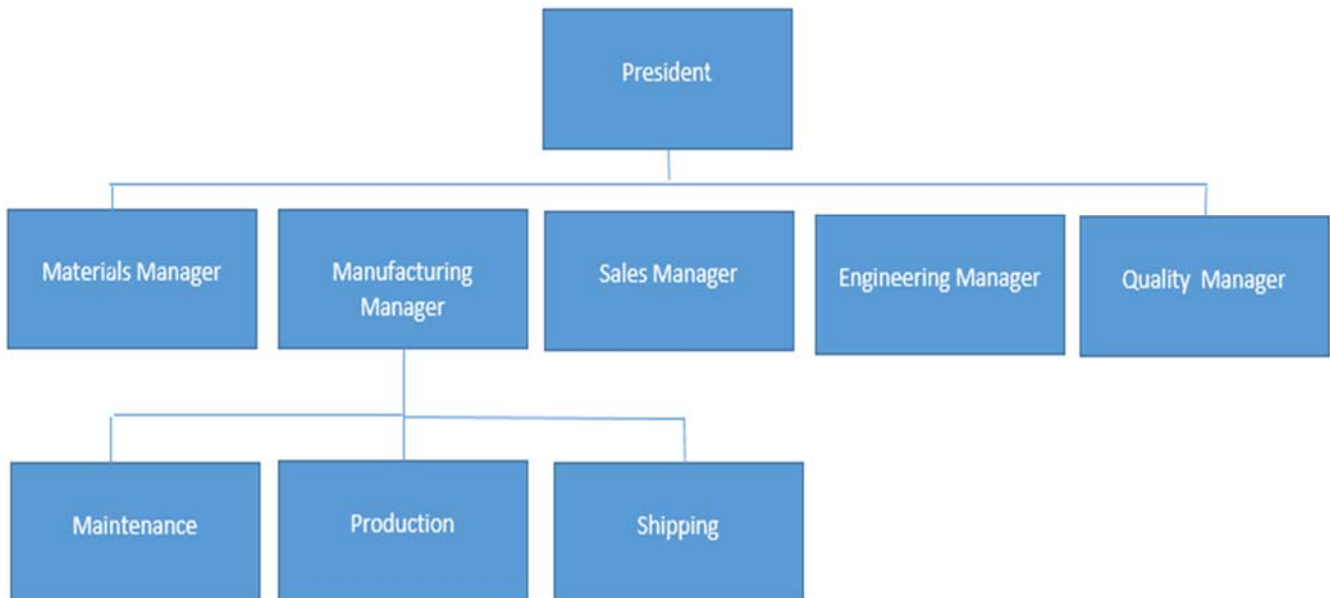 President
Materials Manager
Manufacturing
Manager
Sales Manager
Engineering Manager
Quality  Manager
Maintenance
Production
Shipping